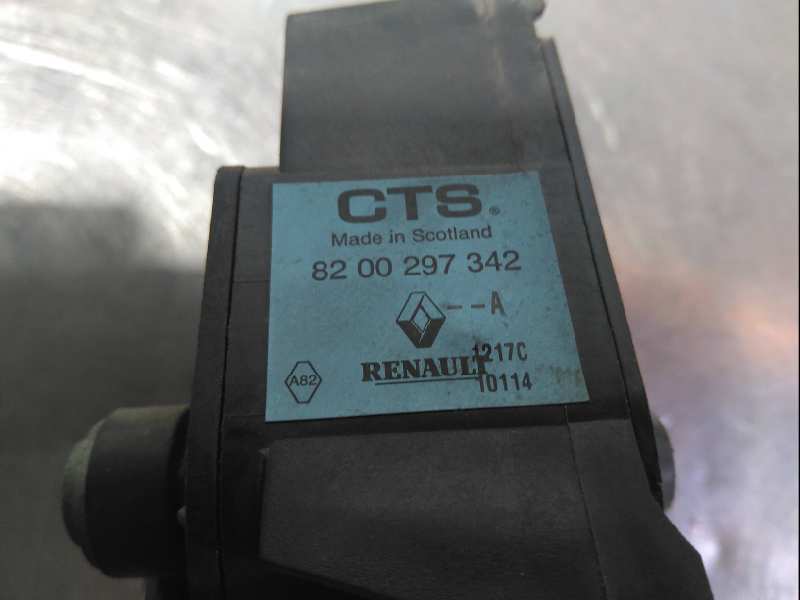 CTS®
Made in Scotland
82 00 297 342
--A
1217C
RENAULT
10114
A82